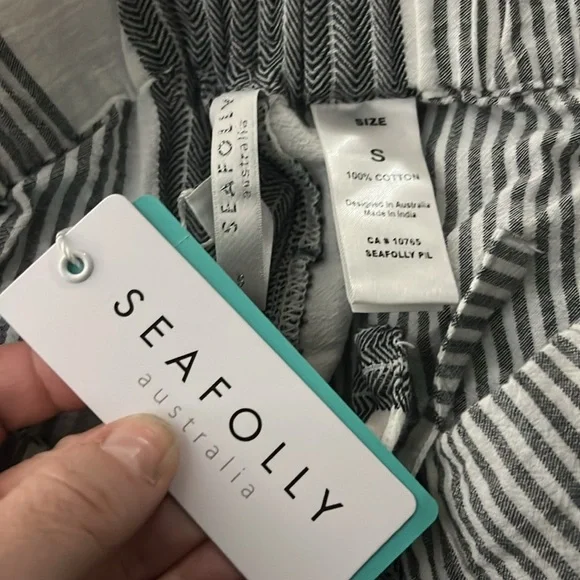 SEAFOLLY
australia
SIZE
S
100% COTTON
Designed in Australia
Made in India
CA # 10765
SEAFOLLY P/L
SEAFOLLY
australia